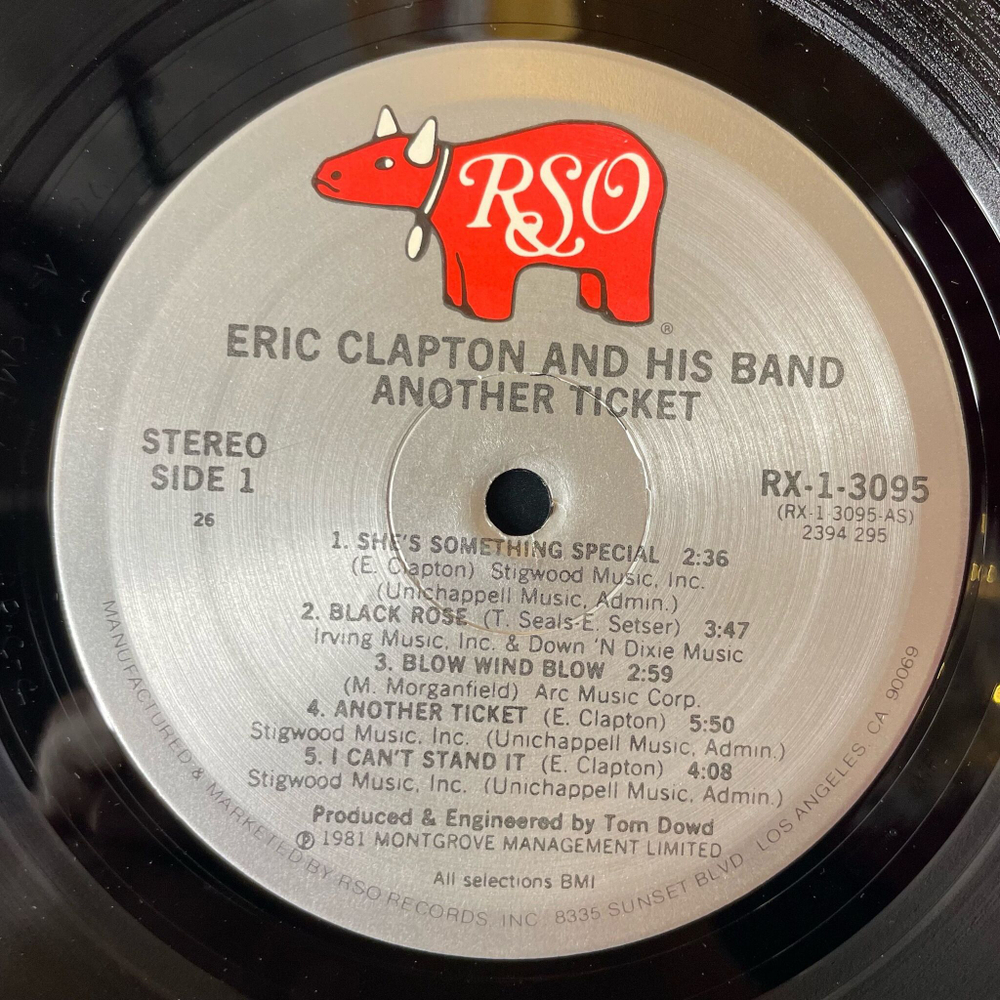 RSO
®
ERIC CLAPTON AND HIS BAND
ANOTHER TICKET
STEREO
SIDE 1
26
RX-1-3095
(RX-1 3095-AS)
2394 295
1. SHE'S SOMETHING SPECIAL 2:36
(E. Clapton) Stigwood Music, Inc.
(Unichappell Music, Admin.)
2. BLACK ROSE (T. Seals-E. Setser) 3:47
Irving Music, Inc. & Down 'N Dixie Music
3. BLOW WIND BLOW 2:59
(M. Morganfield) Arc Music Corp.
4. ANOTHER TICKET (E. Clapton) 5:50
Stigwood Music, Inc. (Unichappell Music, Admin.)
5. I CAN'T STAND IT (E. Clapton) 4:08
Stigwood Music, Inc. (Unichappell Music, Admin.)
Produced & Engineered by Tom Dowd
℗ 1981 MONTGROVE MANAGEMENT LIMITED
All selections BMI
MANUFACTURED & MARKETED BY RSO RECORDS, INC. 8335 SUNSET BLVD. LOS ANGELES, CA 90069